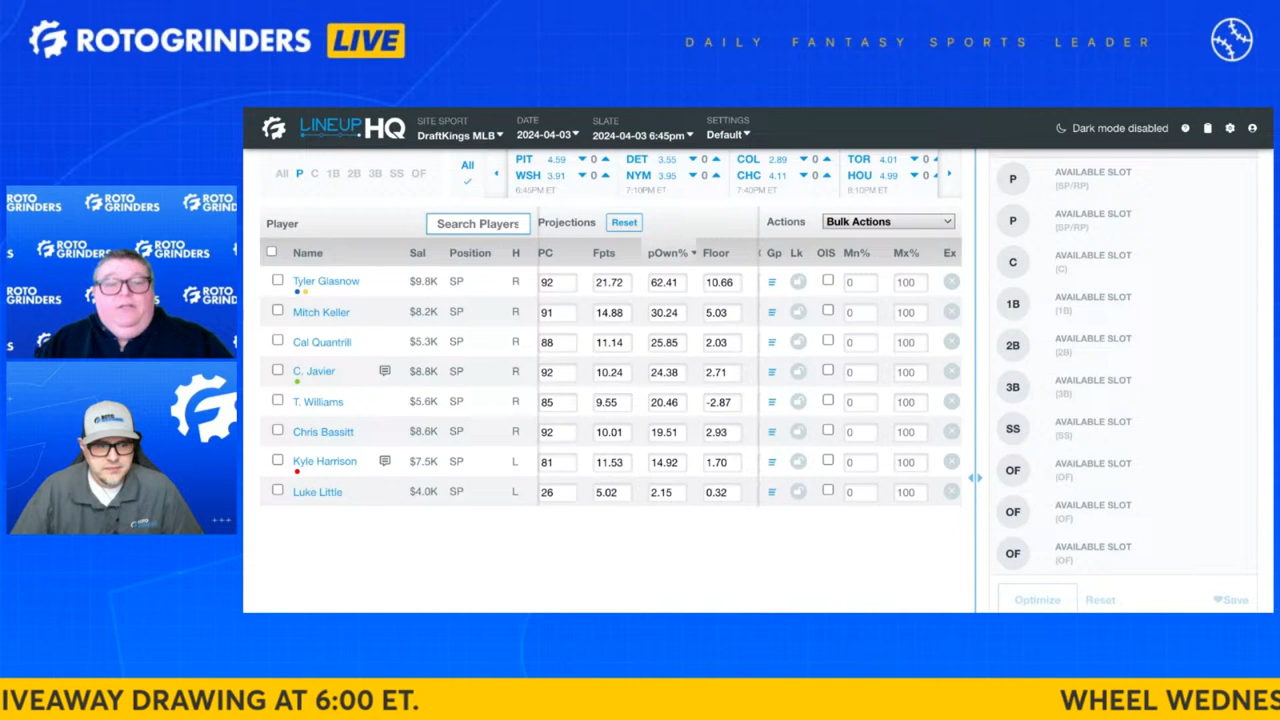 ROTOGRINDERS LIVE
DAILY FANTASY SPORTS LEADER
LINEUPHQ
SITE SPORT
DraftKings MLB
DATE
2024-04-03
SLATE
2024-04-03 6:45pm
SETTINGS
Default
Dark mode disabled
All P C 1B 2B 3B SS OF
All
PIT 4.59 0
WSH 3.91 0
6:45PM ET
DET 3.55 0
NYM 3.95 0
7:10PM ET
COL 2.89 0
CHC 4.11 0
7:40PM ET
TOR 4.01 0
HOU 4.99 0
8:10PM ET
Player Search Players Projections Reset Actions Bulk Actions
Name Sal Position H PC Fpts pOwn% Floor Gp Lk OIS Mn% Mx% Ex
Tyler Glasnow $9.8K SP R 92 21.72 62.41 10.66 0 100
Mitch Keller $8.2K SP R 91 14.88 30.24 5.03 0 100
Cal Quantrill $5.3K SP R 88 11.14 25.85 2.03 0 100
C. Javier $8.8K SP R 92 10.24 24.38 2.71 0 100
T. Williams $5.6K SP R 85 9.55 20.46 -2.87 0 100
Chris Bassitt $8.6K SP R 92 10.01 19.51 2.93 0 100
Kyle Harrison $7.5K SP L 81 11.53 14.92 1.70 0 100
Luke Little $4.0K SP L 26 5.02 2.15 0.32 0 100
P AVAILABLE SLOT
(SP/RP)
P AVAILABLE SLOT
(SP/RP)
C AVAILABLE SLOT
(C)
1B AVAILABLE SLOT
(1B)
2B AVAILABLE SLOT
(2B)
3B AVAILABLE SLOT
(3B)
SS AVAILABLE SLOT
(SS)
OF AVAILABLE SLOT
(OF)
OF AVAILABLE SLOT
(OF)
OF AVAILABLE SLOT
(OF)
Optimize Reset Save
ROTO GRINDERS
IVEAWAY DRAWING AT 6:00 ET. WHEEL WEDNES